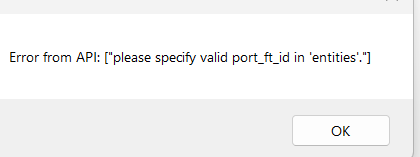 Error from API: ["please specify valid port_ft_id in 'entities'."]
OK